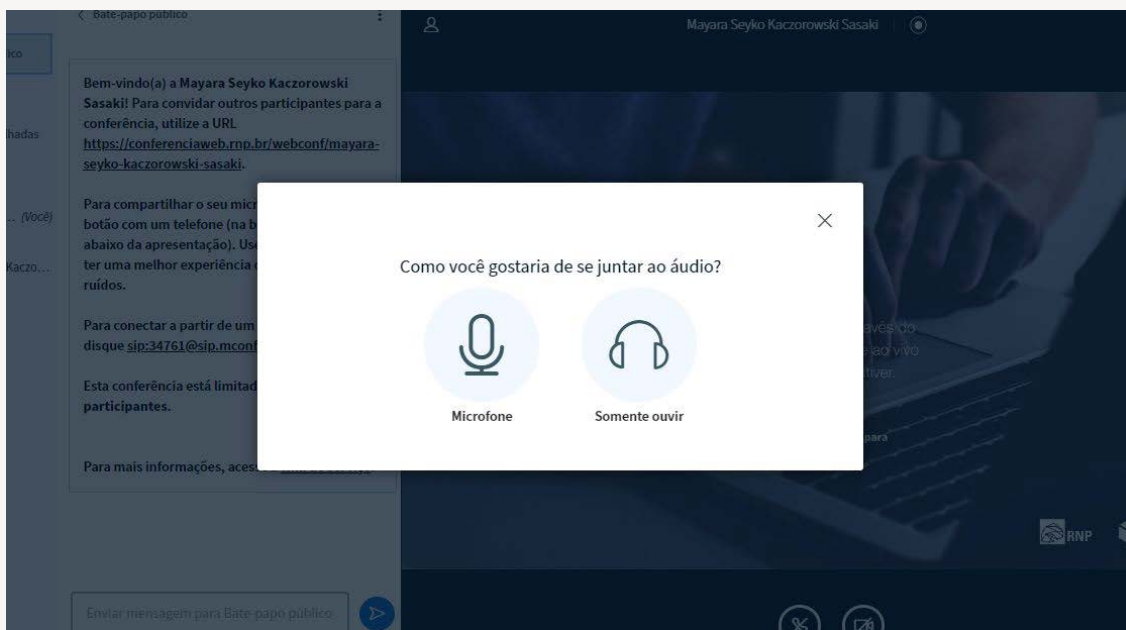 Bate-papo público
Mayara Seyko Kaczorowski Sasaki
Bem-vindo(a) a Mayara Seyko Kaczorowski
Sasaki! Para convidar outros participantes para a
conferência, utilize a URL
https://conferenciaweb.rnp.br/webconf/mayara-
seyko-kaczorowski-sasaki.
Para compartilhar o seu
botão com um telefone (na
abaixo da apresentação).
ter uma melhor experiência
ruídos.
Para conectar a partir de um
disque sip:34761@sip.mconf
Esta conferência está
participantes.
Para mais informações,
... (Você)
Kaczo...
Como você gostaria de se juntar ao áudio?
Microfone
Somente ouvir
ao vivo
para
RNP
Enviar mensagem para Bate-papo público